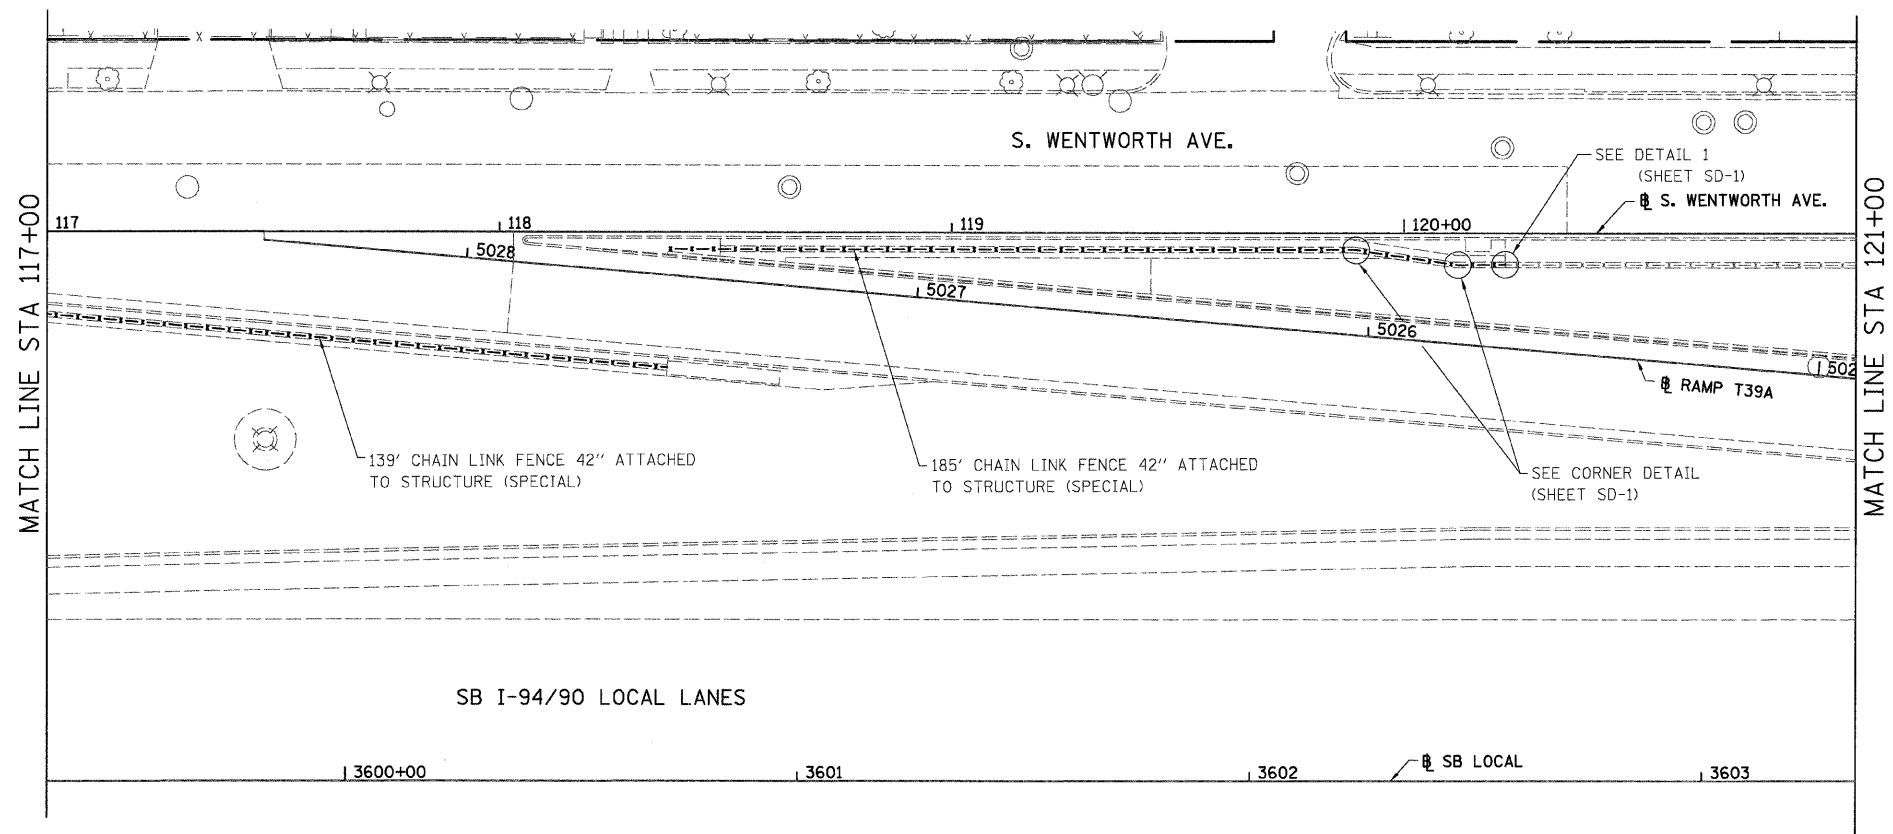 S. WENTWORTH AVE.
SEE DETAIL 1
(SHEET SD-1)
℄ S. WENTWORTH AVE.
MATCH LINE STA 117+00
MATCH LINE STA 121+00
117
118
119
120+00
5028
5027
5026
502
℄ RAMP T39A
139' CHAIN LINK FENCE 42'' ATTACHED
TO STRUCTURE (SPECIAL)
185' CHAIN LINK FENCE 42'' ATTACHED
TO STRUCTURE (SPECIAL)
SEE CORNER DETAIL
(SHEET SD-1)
SB I-94/90 LOCAL LANES
℄ SB LOCAL
3600+00
3601
3602
3603